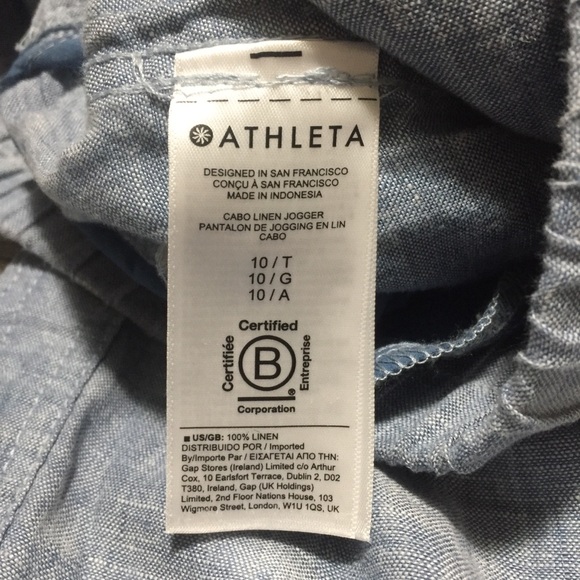 ATHLETA
DESIGNED IN SAN FRANCISCO
CONÇU À SAN FRANCISCO
MADE IN INDONESIA
CABO LINEN JOGGER
PANTALON DE JOGGING EN LIN
CABO
10 / T
10 / G
10 / A
Certified
Certifiée
B
®
Entreprise
Corporation
■ US/GB: 100% LINEN
DISTRIBUIDO POR / Imported
By/Importe Par / ΕΙΣΑΓΕΤΑΙ ΑΠΟ ΤΗΝ:
Gap Stores (Ireland) Limited c/o Arthur
Cox, 10 Earlsfort Terrace, Dublin 2, D02
T380, Ireland, Gap (UK Holdings)
Limited, 2nd Floor Nations House, 103
Wigmore Street, London, W1U 1QS, UK